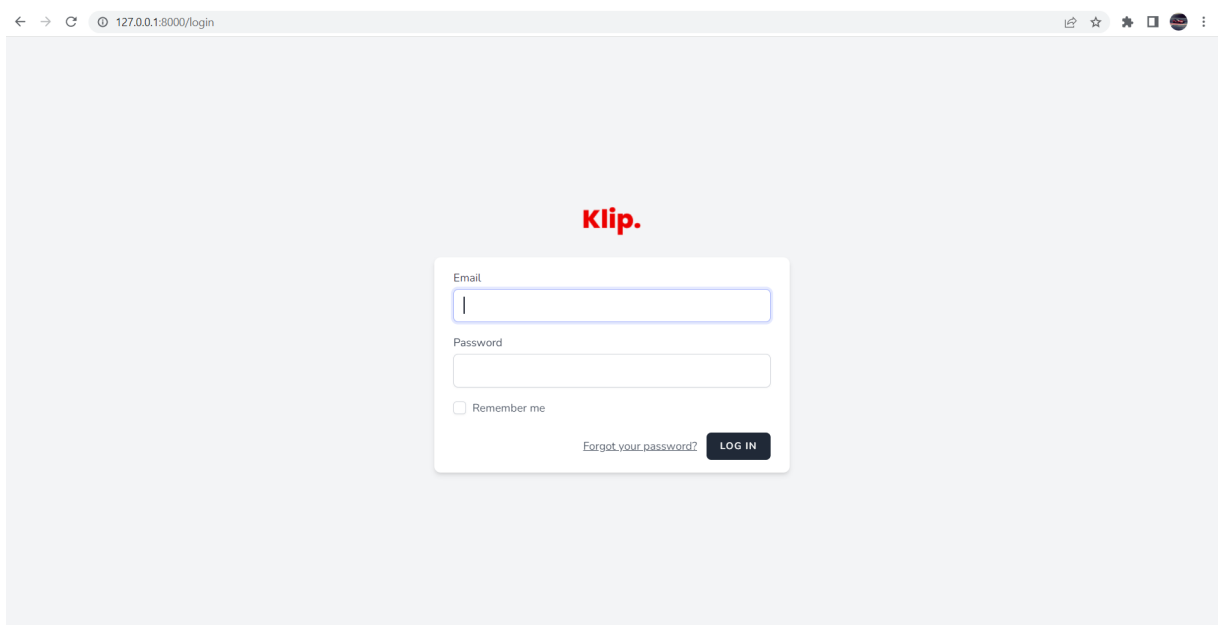 127.0.0.1:8000/login
Klip.
Email
Password
Remember me
Forgot your password? LOG IN